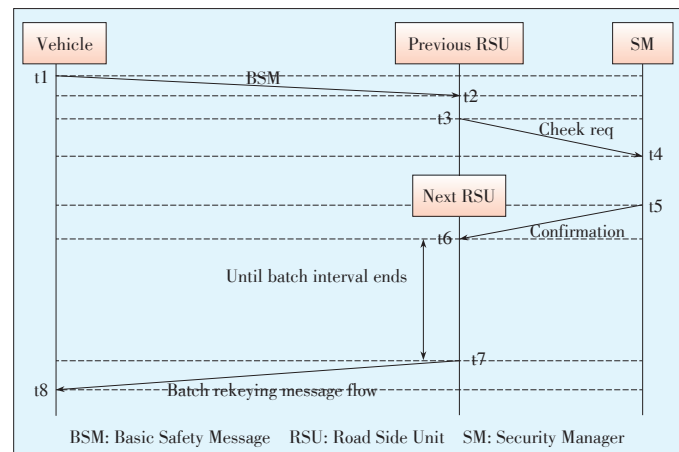 Vehicle
Previous RSU
SM
t1
BSM
t2
t3
Cheek req
t4
Next RSU
t5
t6
Confirmation
Until batch interval ends
t7
t8
Batch rekeying message flow
BSM: Basic Safety Message RSU: Road Side Unit SM: Security Manager